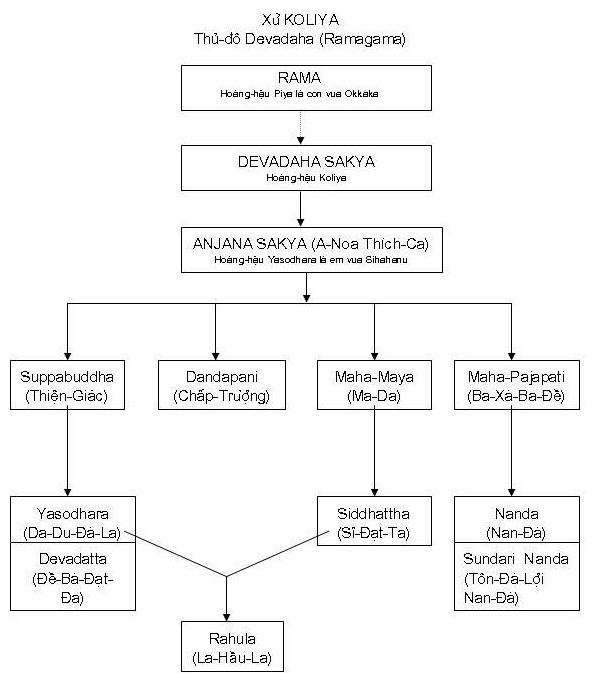 Xứ KOLIYA
Thủ-đô Devadaha (Ramagama)
RAMA
Hoàng-hậu Piya là con vua Okkaka
DEVADAHA SAKYA
Hoàng-hậu Koliya
ANJANA SAKYA (A-Noa Thích-Ca)
Hoàng-hậu Yasodhara là em vua Sihahanu
Suppabuddha
(Thiện-Giác)
Dandapani
(Chấp-Trượng)
Maha-Maya
(Ma-Da)
Maha-Pajapati
(Ba-Xà-Ba-Đề)
Yasodhara
(Da-Du-Đà-La)
Devadatta
(Đề-Bà-Đạt-
Đa)
Siddhattha
(Sĩ-Đạt-Ta)
Nanda
(Nan-Đà)
Sundari Nanda
(Tôn-Đà-Lợi
Nan-Đà)
Rahula
(La-Hầu-La)